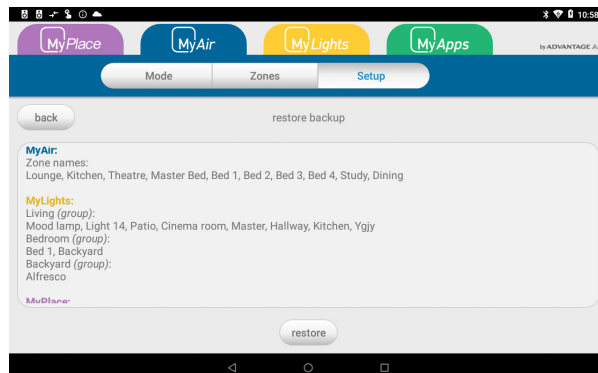 10:58
MyPlace MyAir MyLights MyApps
by ADVANTAGE
Mode Zones Setup
back restore backup
MyAir:
Zone names:
Lounge, Kitchen, Theatre, Master Bed, Bed 1, Bed 2, Bed 3, Bed 4, Study, Dining
MyLights:
Living (group):
Mood lamp, Light 14, Patio, Cinema room, Master, Hallway, Kitchen, Ygjy
Bedroom (group):
Bed 1, Backyard
Backyard (group):
Alfresco
MyPlace:
restore